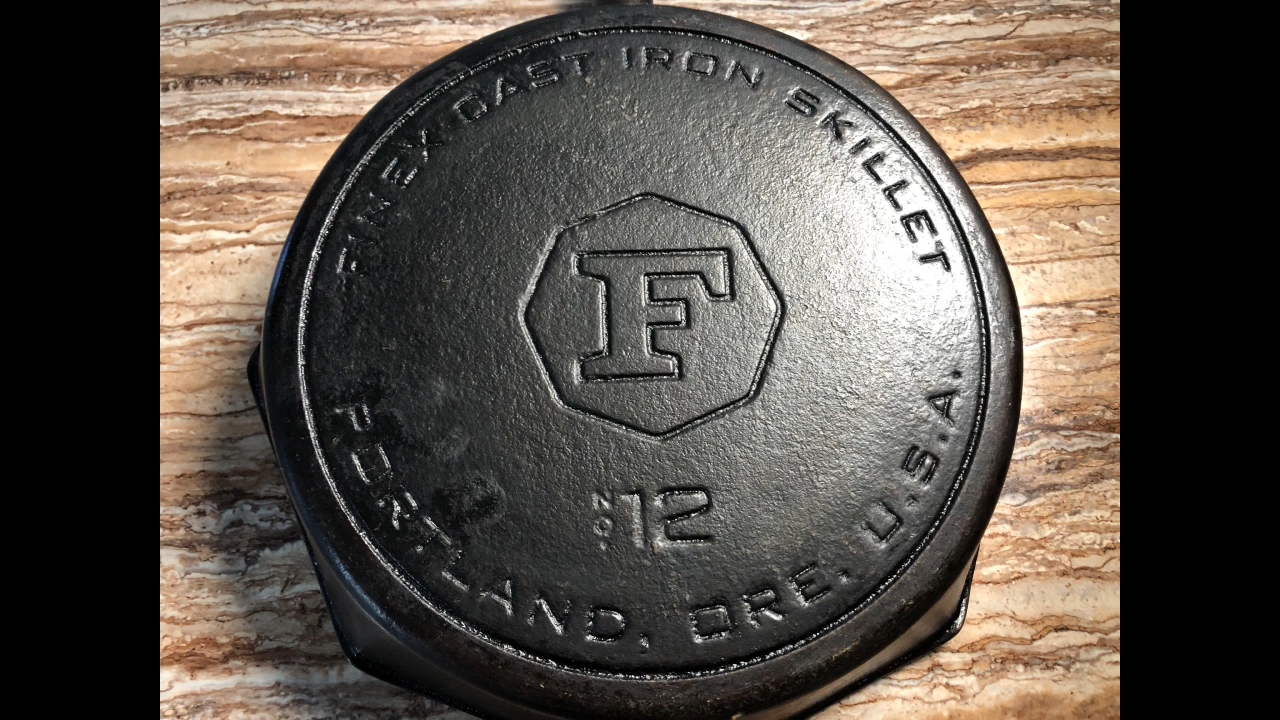 FINEX CAST IRON SKILLET
F
NO. 12
PORTLAND, ORE. U.S.A.